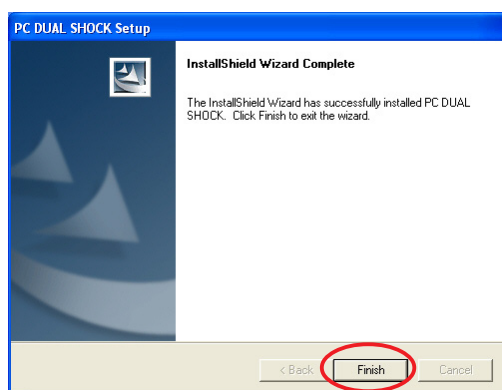 PC DUAL SHOCK Setup
InstallShield Wizard Complete
The InstallShield Wizard has successfully installed PC DUAL
SHOCK. Click Finish to exit the wizard.
< Back
Finish
Cancel